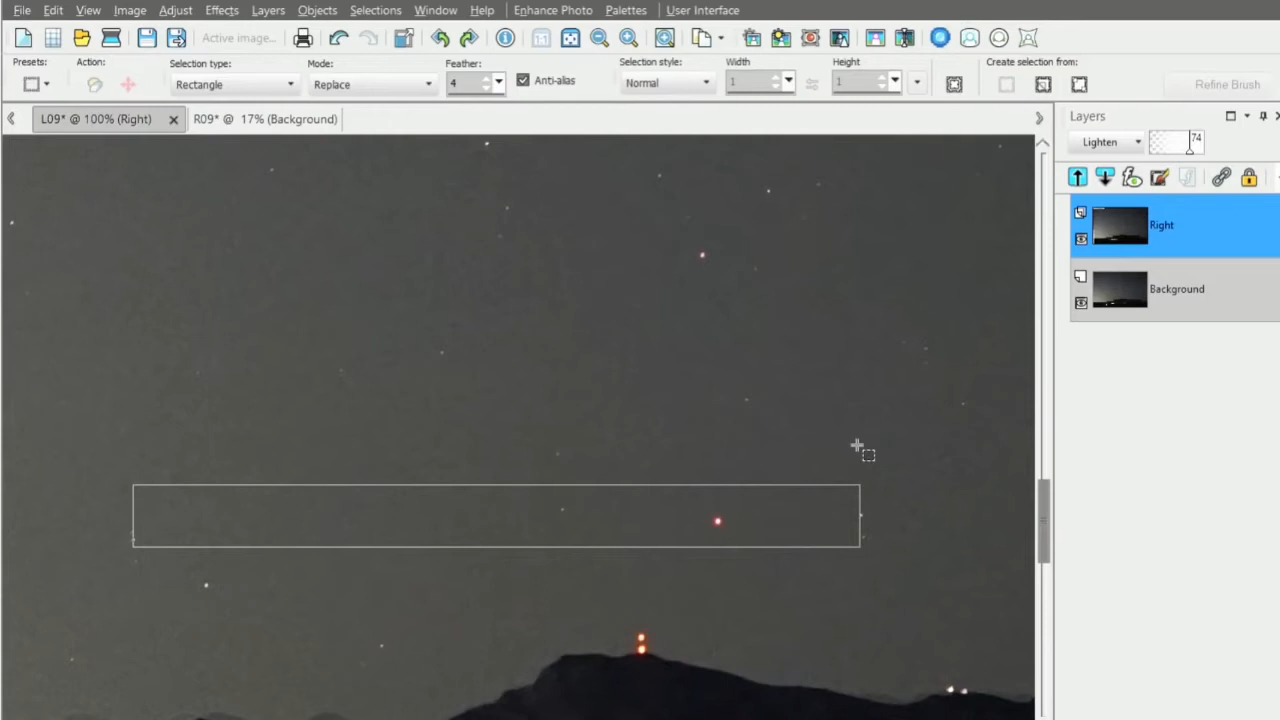 File Edit View Image Adjust Effects Layers Objects Selections Window Help Enhance Photo Palettes User Interface
Active image...
Presets: Action: Selection type: Mode: Feather: Selection style: Width Height Create selection from:
Rectangle Replace 4 Anti-alias Normal 1 1 Refine Brush
L09* @ 100% (Right) R09* @ 17% (Background) Layers
Lighten 74
Right
Background